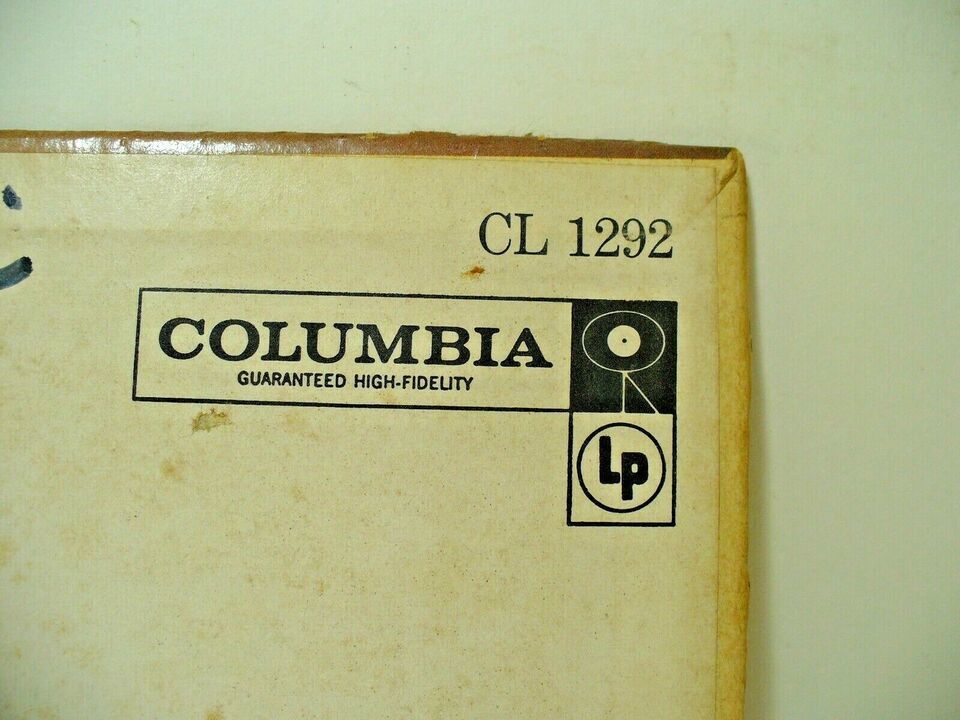 CL 1292
COLUMBIA
GUARANTEED HIGH-FIDELITY
Lp